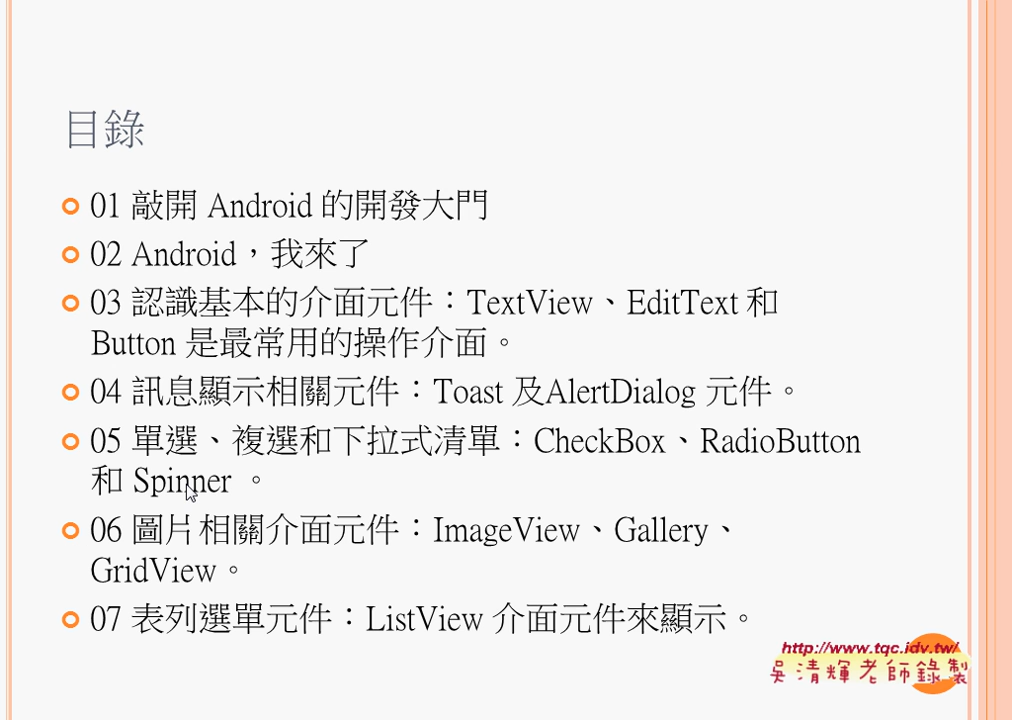 目錄
01 敲開 Android 的開發大門
02 Android，我來了
03 認識基本的介面元件：TextView、EditText 和
Button 是最常用的操作介面。
04 訊息顯示相關元件：Toast 及AlertDialog 元件。
05 單選、複選和下拉式清單：CheckBox、RadioButton
和 Spinner 。
06 圖片相關介面元件：ImageView、Gallery、
GridView。
07 表列選單元件：ListView 介面元件來顯示。
http://www.tqc.idv.tw/
吳清輝老師錄製